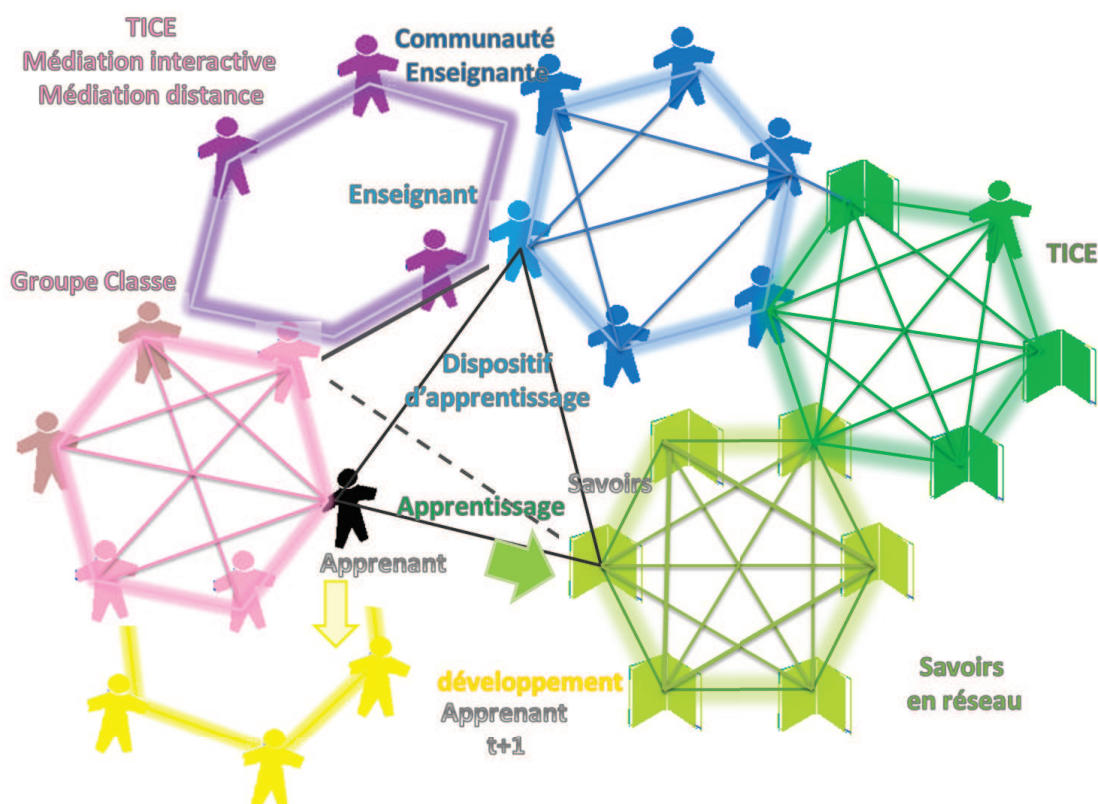 TICE
Médiation interactive
Médiation distance
Communauté
Enseignante
Enseignant
TICE
Groupe Classe
Dispositif
d'apprentissage
Savoirs
Apprentissage
Apprenant
développement
Apprenant
t+1
Savoirs
en réseau